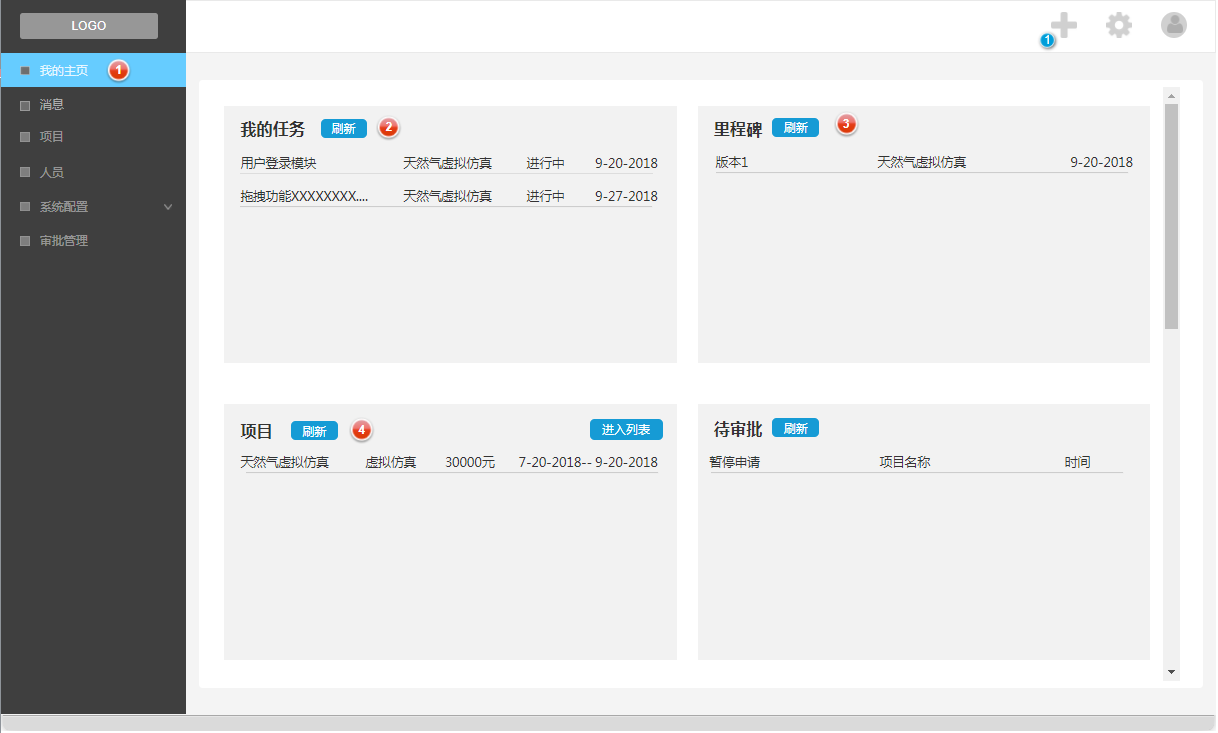 LOGO
1
我的主页 1
消息
项目
人员
系统配置
审批管理
我的任务 刷新 2
用户登录模块 天然气虚拟仿真 进行中 9-20-2018
拖拽功能XXXXXXXX.... 天然气虚拟仿真 进行中 9-27-2018
里程碑 刷新 3
版本1 天然气虚拟仿真 9-20-2018
项目 刷新 4 进入列表
天然气虚拟仿真 虚拟仿真 30000元 7-20-2018-- 9-20-2018
待审批 刷新
暂停申请 项目名称 时间